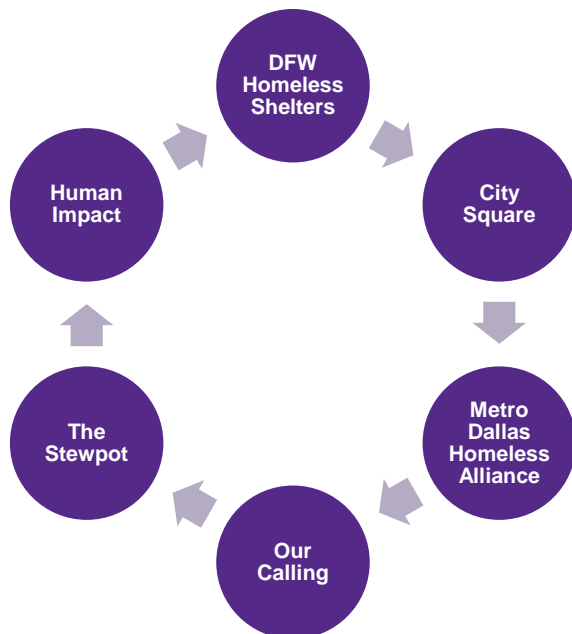 DFW
Homeless
Shelters
City
Square
Metro
Dallas
Homeless
Alliance
Our
Calling
The
Stewpot
Human
Impact